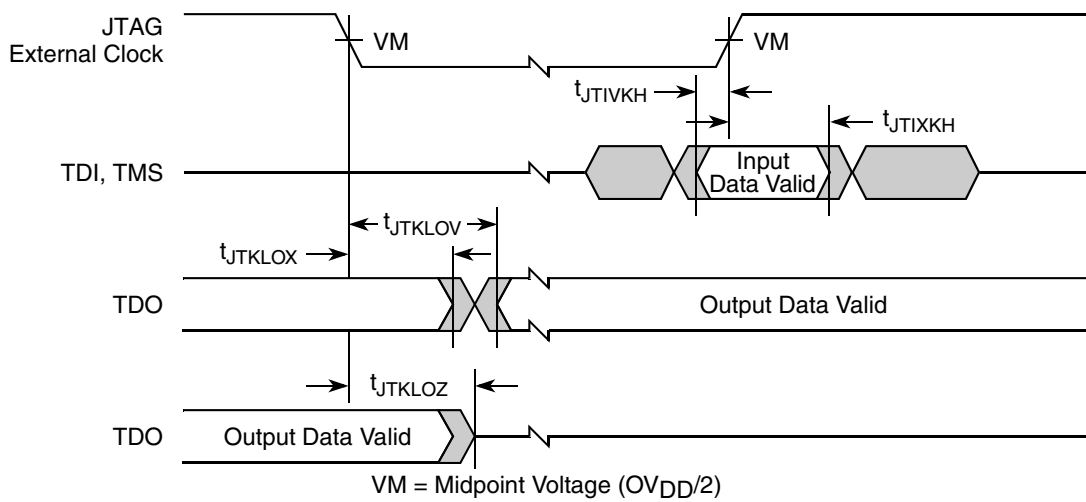 JTAG
External Clock
VM
VM
tJTIVKH
tJTIXKH
TDI, TMS
Input
Data Valid
tJTKLOV
tJTKLOX
TDO
Output Data Valid
tJTKLOZ
TDO
Output Data Valid
VM = Midpoint Voltage (OVDD/2)